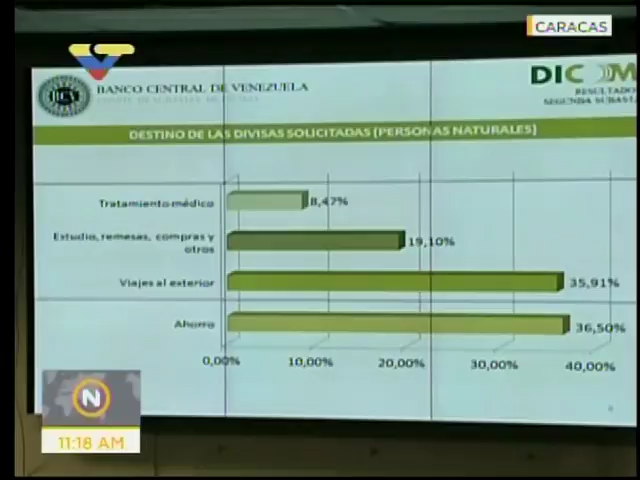 CARACAS
BANCO CENTRAL DE VENEZUELA
DICOM
RESULTADO
SEGUNDA SUBASTA
DESTINO DE LAS DIVISAS SOLICITADAS (PERSONAS NATURALES)
Tratamiento médico
8,47%
Estudio, remesas, compras y
otros
19,10%
Viajes al exterior
35,91%
Ahorro
36,50%
0,00%
10,00%
20,00%
30,00%
40,00%
N
11:18 AM